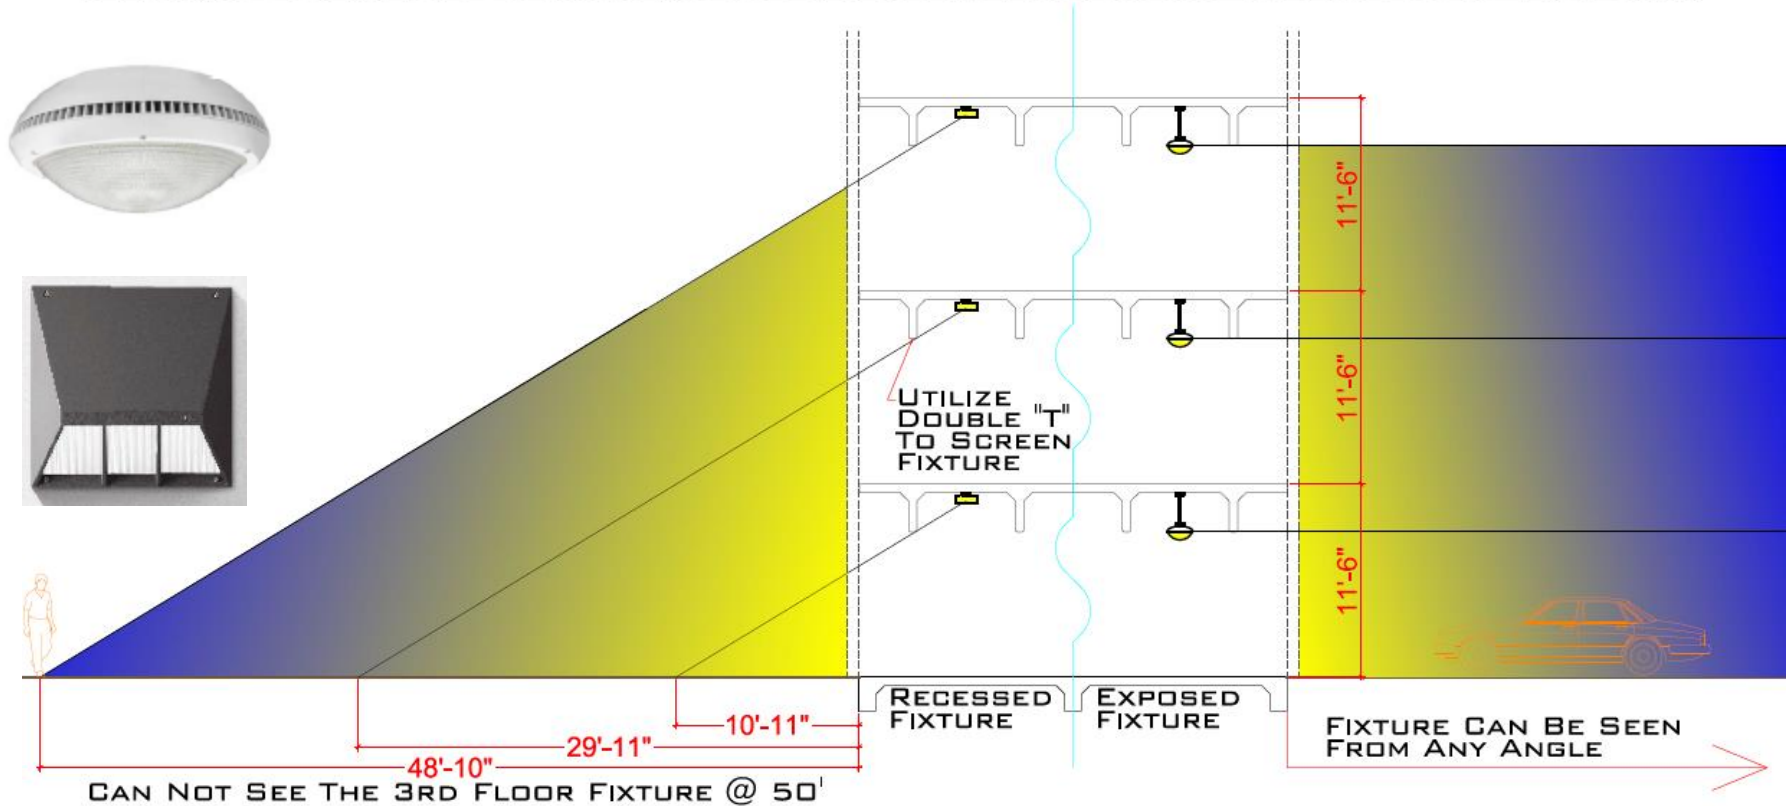 11'-6"
11'-6"
UTILIZE
DOUBLE "T"
TO SCREEN
FIXTURE
11'-6"
RECESSED
FIXTURE
EXPOSED
FIXTURE
10'-11"
29'-11"
48'-10"
FIXTURE CAN BE SEEN
FROM ANY ANGLE
CAN NOT SEE THE 3RD FLOOR FIXTURE @ 50'